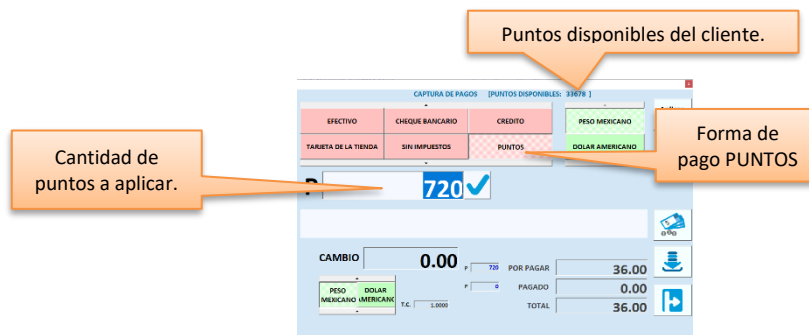 Puntos disponibles del cliente.
CAPTURA DE PAGOS [PUNTOS DISPONIBLES: 33678 ]
EFECTIVO
CHEQUE BANCARIO
CREDITO
PESO MEXICANO
TARJETA DE LA TIENDA
SIN IMPUESTOS
PUNTOS
DOLAR AMERICANO
Forma de
pago PUNTOS
Cantidad de
puntos a aplicar.
P
720
CAMBIO
0.00
P 720 POR PAGAR 36.00
P 0 PAGADO 0.00
PESO
MEXICANO
DOLAR
AMERICANO
T.C. 1.0000
TOTAL 36.00